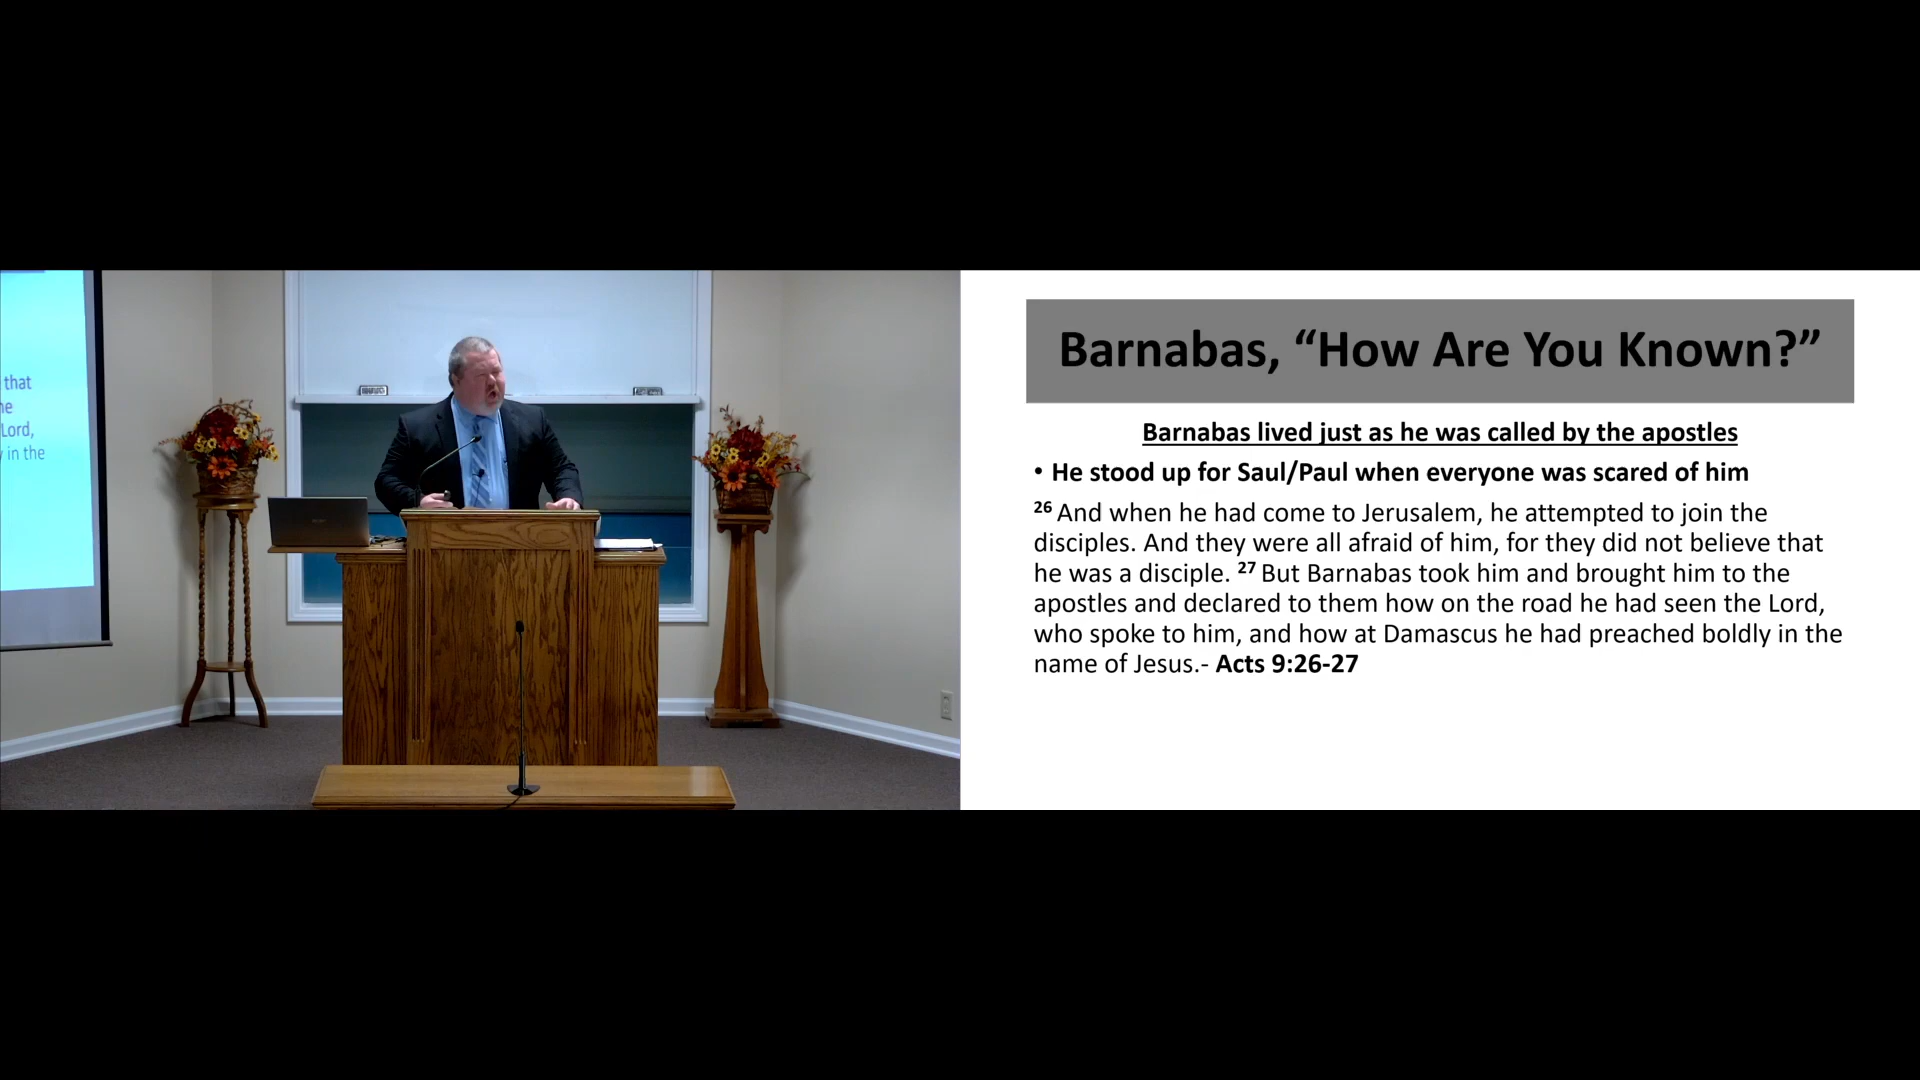 that
Lord,
in the
Barnabas, “How Are You Known?”
Barnabas lived just as he was called by the apostles
• He stood up for Saul/Paul when everyone was scared of him
26 And when he had come to Jerusalem, he attempted to join the
disciples. And they were all afraid of him, for they did not believe that
he was a disciple. 27 But Barnabas took him and brought him to the
apostles and declared to them how on the road he had seen the Lord,
who spoke to him, and how at Damascus he had preached boldly in the
name of Jesus.- Acts 9:26-27